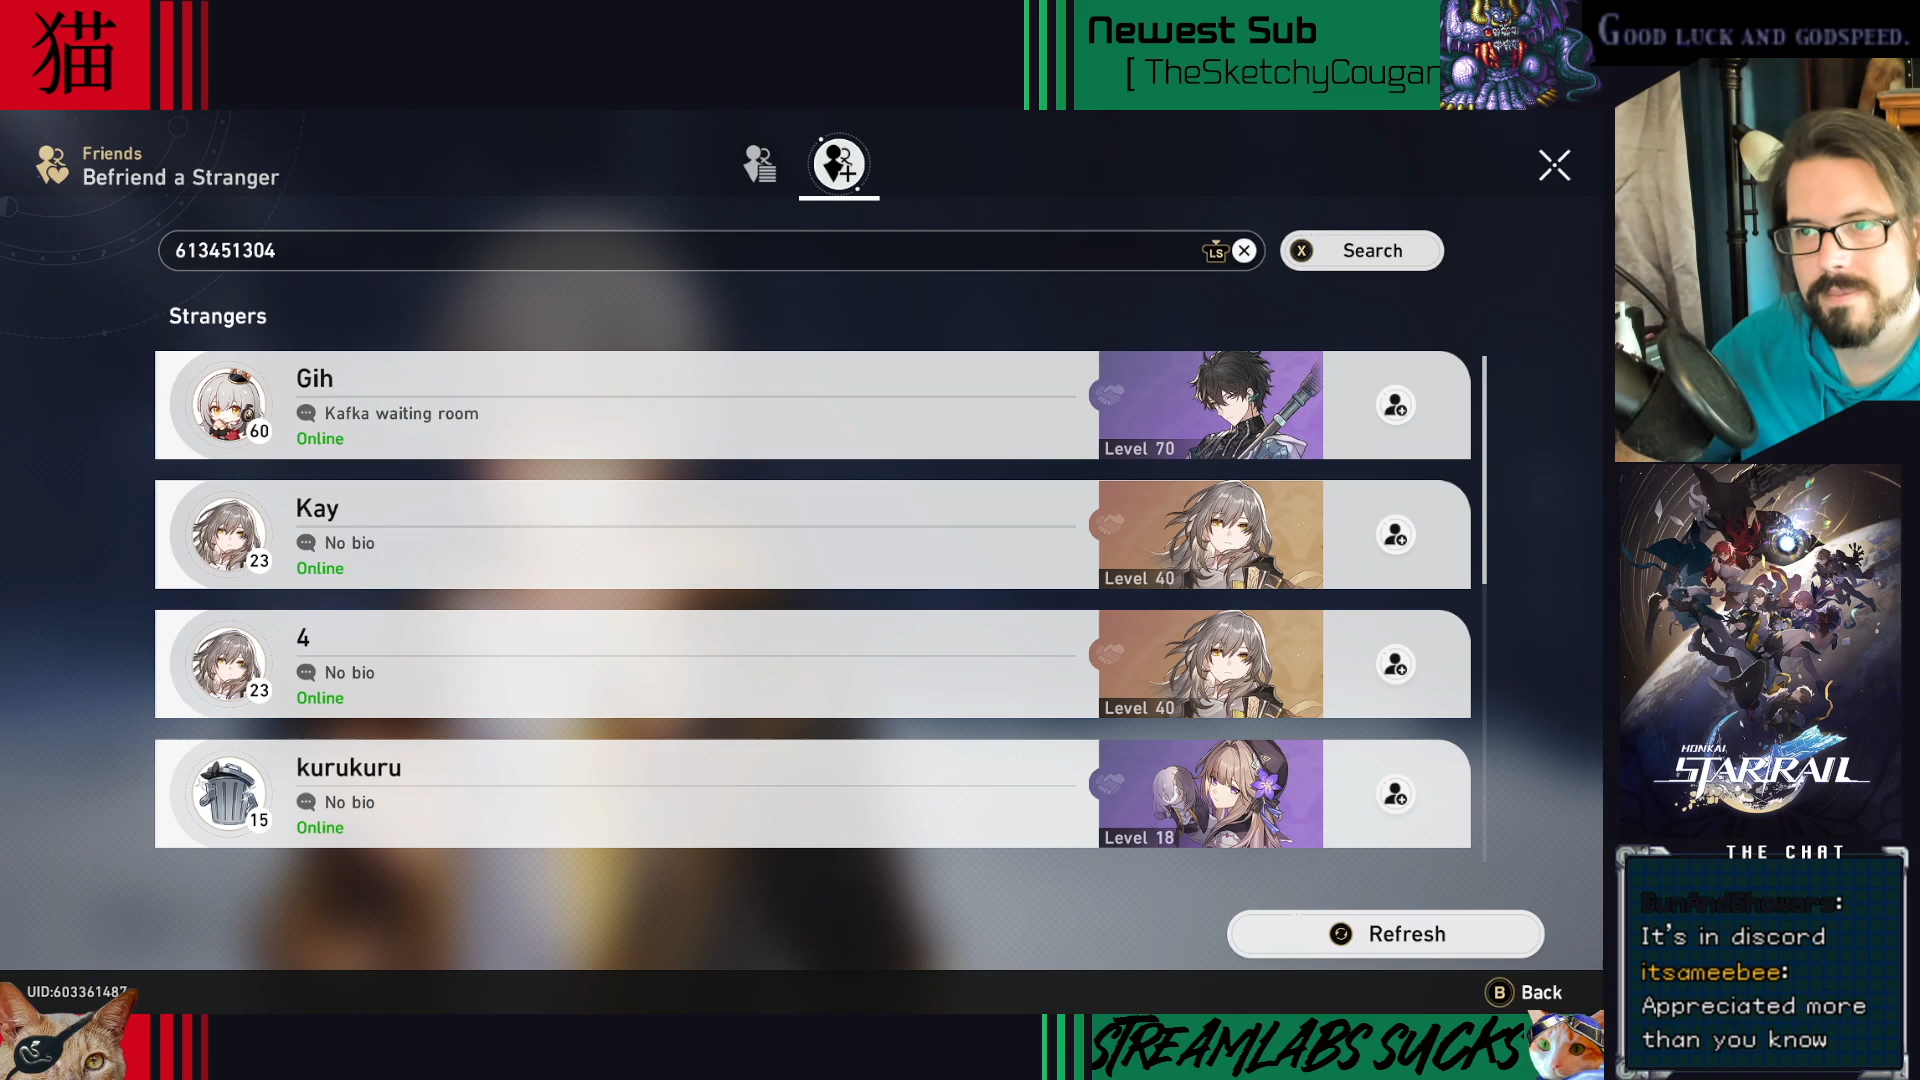 猫
Newest Sub
[ TheSketchyCougar
Good luck and godspeed.
Friends
Befriend a Stranger
613451304
LS
X Search
Strangers
Gih
Kafka waiting room
Online
60
Level 70
Kay
No bio
Online
23
Level 40
4
No bio
Online
23
Level 40
kurukuru
No bio
Online
15
Level 18
Refresh
UID:603361487
B Back
STREAMLABS SUCKS
HONKAI
STAR RAIL
THE CHAT
SunAndShowers:
It's in discord
itsameebee:
Appreciated more
than you know